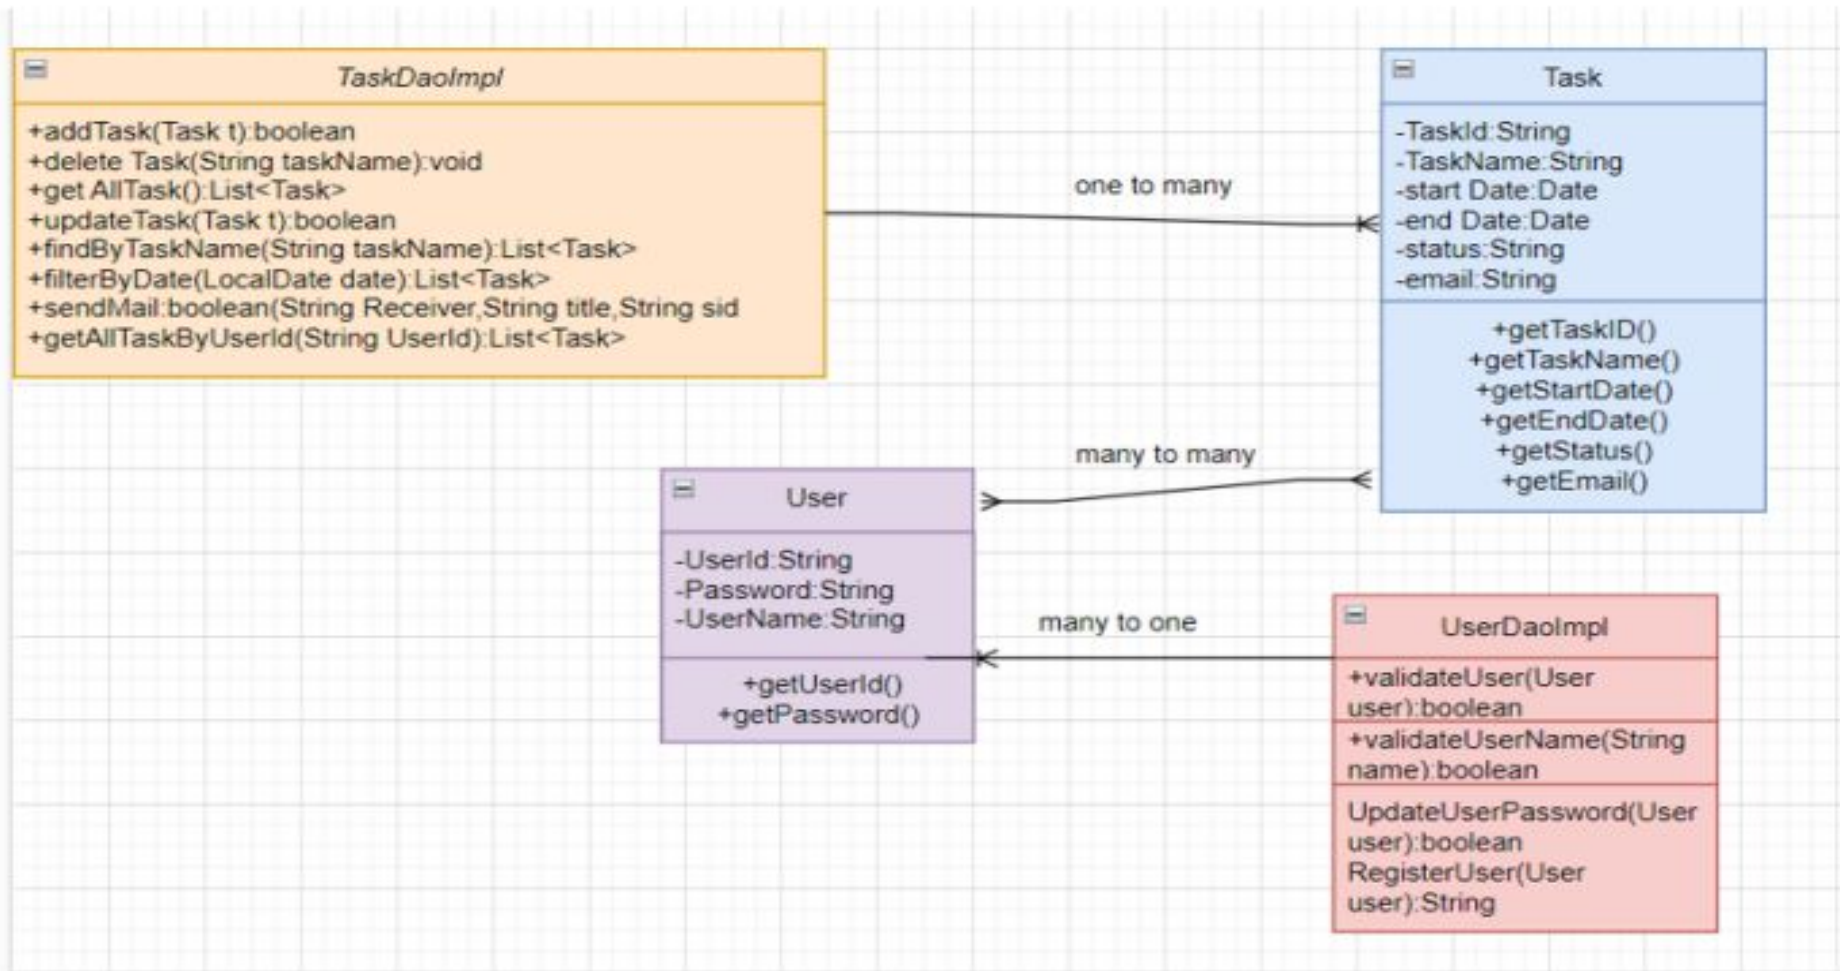 TaskDaoImpl
+addTask(Task t):boolean
+delete Task(String taskName):void
+get AllTask():List<Task>
+updateTask(Task t):boolean
+findByTaskName(String taskName):List<Task>
+filterByDate(LocalDate date):List<Task>
+sendMail:boolean(String Receiver,String title,String sid
+getAllTaskByUserId(String UserId):List<Task>
one to many
Task
-TaskId:String
-TaskName:String
-start Date:Date
-end Date:Date
-status:String
-email:String
+getTaskID()
+getTaskName()
+getStartDate()
+getEndDate()
+getStatus()
+getEmail()
many to many
User
-UserId:String
-Password:String
-UserName:String
+getUserId()
+getPassword()
many to one
UserDaoImpl
+validateUser(User
user):boolean
+validateUserName(String
name):boolean
UpdateUserPassword(User
user):boolean
RegisterUser(User
user):String